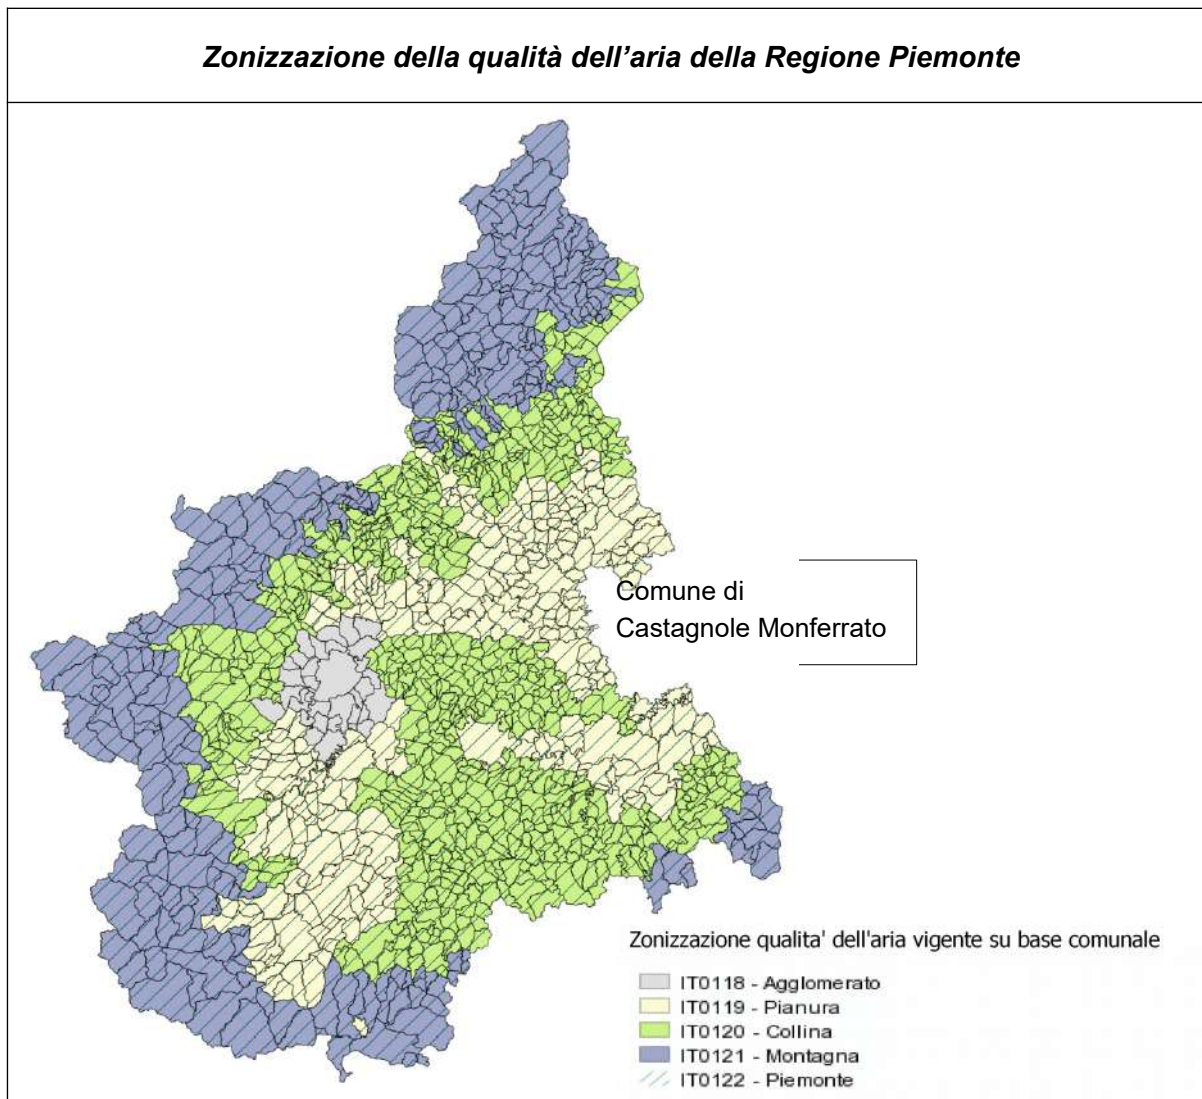 Zonizzazione della qualità dell'aria della Regione Piemonte
Comune di
Castagnole Monferrato
Zonizzazione qualita' dell'aria vigente su base comunale
IT0118 - Agglomerato
IT0119 - Pianura
IT0120 - Collina
IT0121 - Montagna
IT0122 - Piemonte